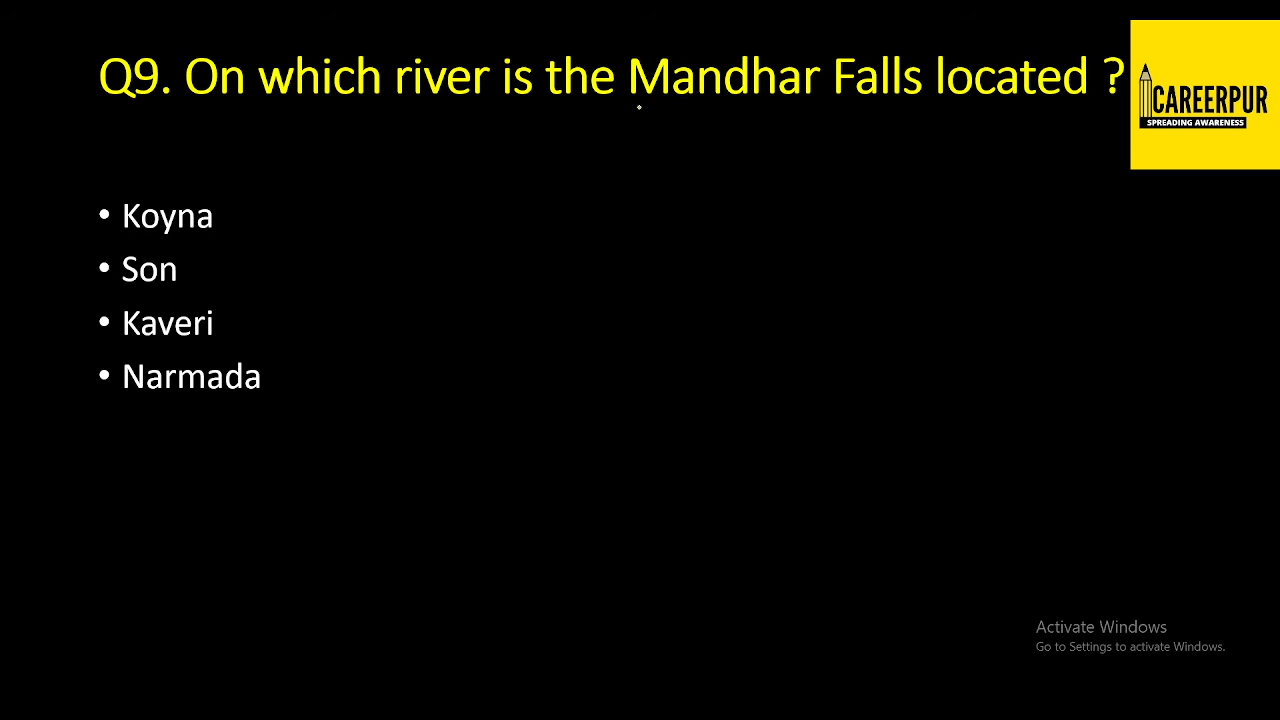 Q9. On which river is the Mandhar Falls located ?
CAREERPUR
SPREADING AWARENESS
• Koyna
• Son
• Kaveri
• Narmada
Activate Windows
Go to Settings to activate Windows.